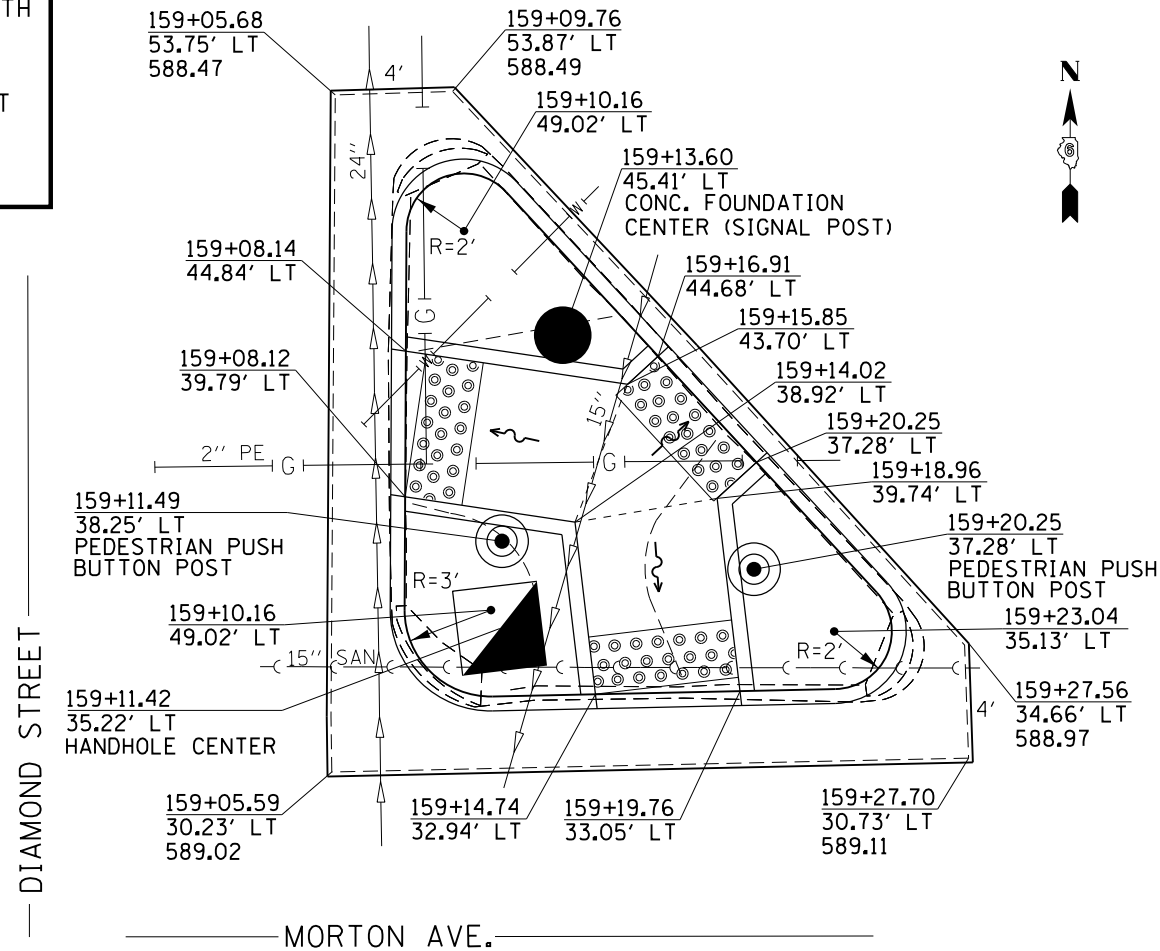 TH
T
159+05.68
53.75' LT
588.47
159+09.76
53.87' LT
588.49
4'
N
6
159+10.16
49.02' LT
24"
159+13.60
45.41' LT
CONC. FOUNDATION
CENTER (SIGNAL POST)
W
R=2'
159+08.14
44.84' LT
159+16.91
44.68' LT
G
159+15.85
43.70' LT
W
159+08.12
39.79' LT
159+14.02
38.92' LT
15"
159+20.25
37.28' LT
2" PE
G
G
159+18.96
39.74' LT
159+11.49
38.25' LT
PEDESTRIAN PUSH
BUTTON POST
159+20.25
37.28' LT
PEDESTRIAN PUSH
BUTTON POST
R=3'
159+10.16
49.02' LT
159+23.04
35.13' LT
R=2'
15" SAN
159+11.42
35.22' LT
HANDHOLE CENTER
159+27.56
34.66' LT
588.97
4'
159+05.59
30.23' LT
589.02
159+14.74
32.94' LT
159+19.76
33.05' LT
159+27.70
30.73' LT
589.11
DIAMOND STREET
MORTON AVE.